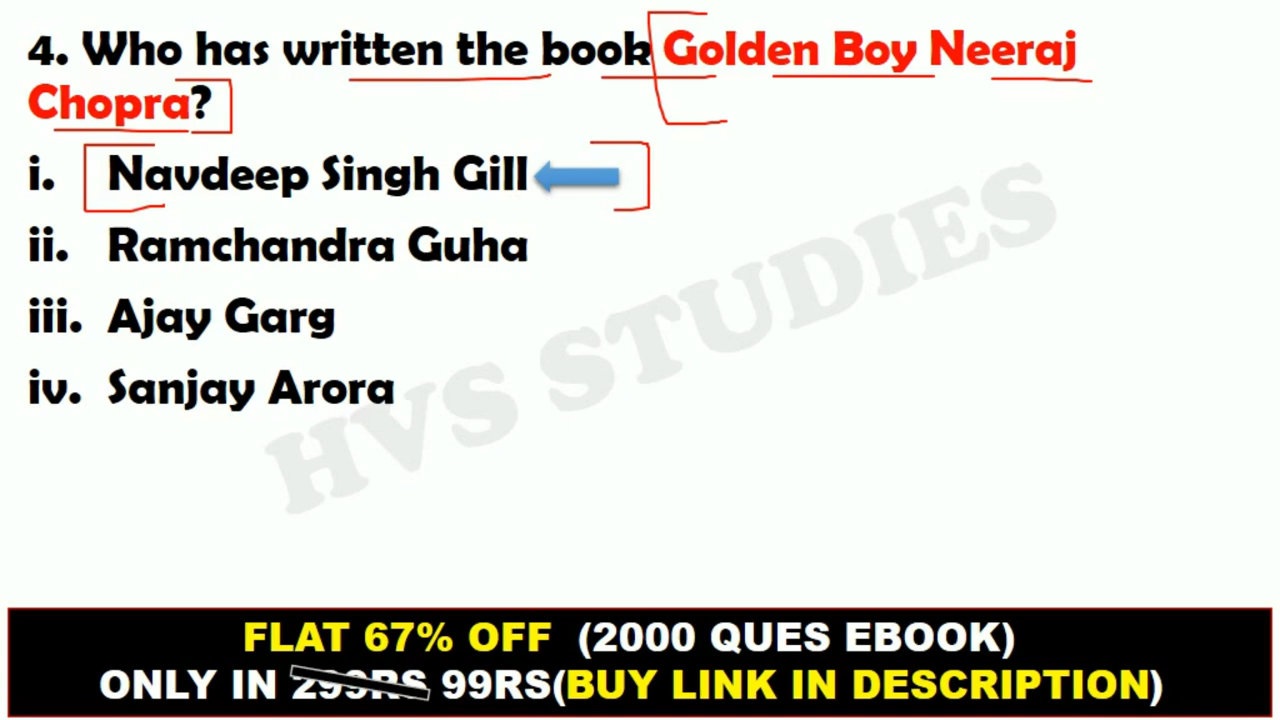 4. Who has written the book Golden Boy Neeraj
Chopra?
i. Navdeep Singh Gill
ii. Ramchandra Guha
iii. Ajay Garg
iv. Sanjay Arora
HVS STUDIES
FLAT 67% OFF (2000 QUES EBOOK)
ONLY IN 299RS 99RS(BUY LINK IN DESCRIPTION)